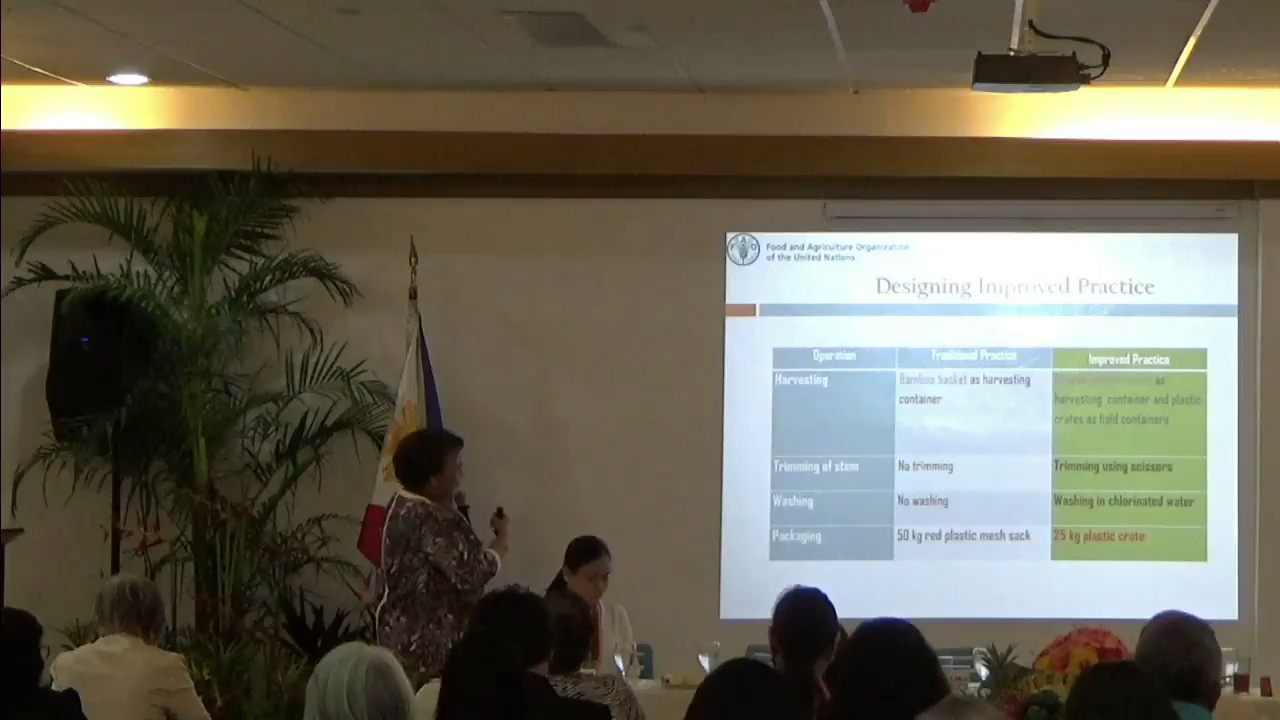 Food and Agriculture Organization
of the United Nations
Designing Improved Practice
Operation Traditional Practice Improved Practice
Harvesting Bamboo basket as harvesting as
container harvesting container and plastic
crates as field containers
Trimming of stem No trimming Trimming using scissors
Washing No washing Washing in chlorinated water
Packaging 50 kg red plastic mesh sack 25 kg plastic crate